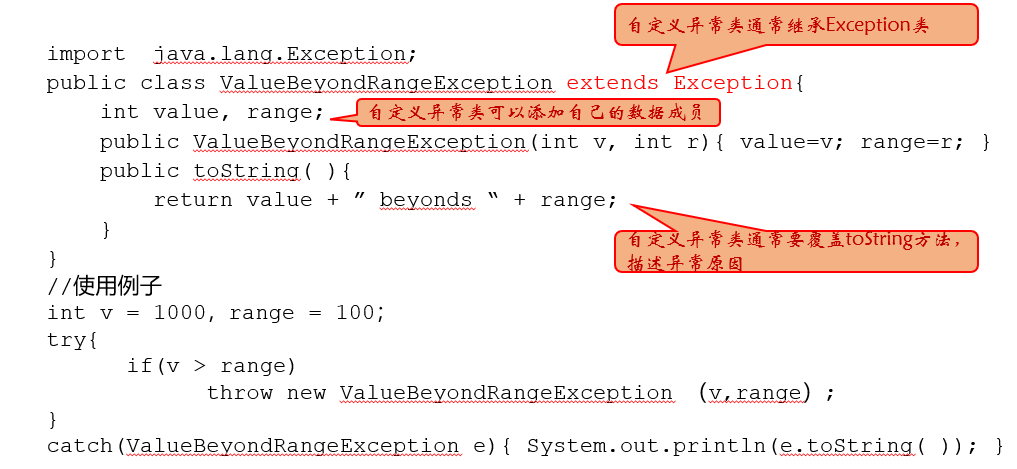 自定义异常类通常继承Exception类
import  java.lang.Exception;
public class ValueBeyondRangeException extends Exception{
    int value, range;
自定义异常类可以添加自己的数据成员
    public ValueBeyondRangeException(int v, int r){ value=v; range=r; }
    public toString( ){
        return value + ” beyonds “ + range;
自定义异常类通常要覆盖toString方法，
描述异常原因
    }
}
//使用例子
int v = 1000, range = 100;
try{
      if(v > range)
            throw new ValueBeyondRangeException （v,range）;
}
catch(ValueBeyondRangeException e){ System.out.println(e.toString( )); }